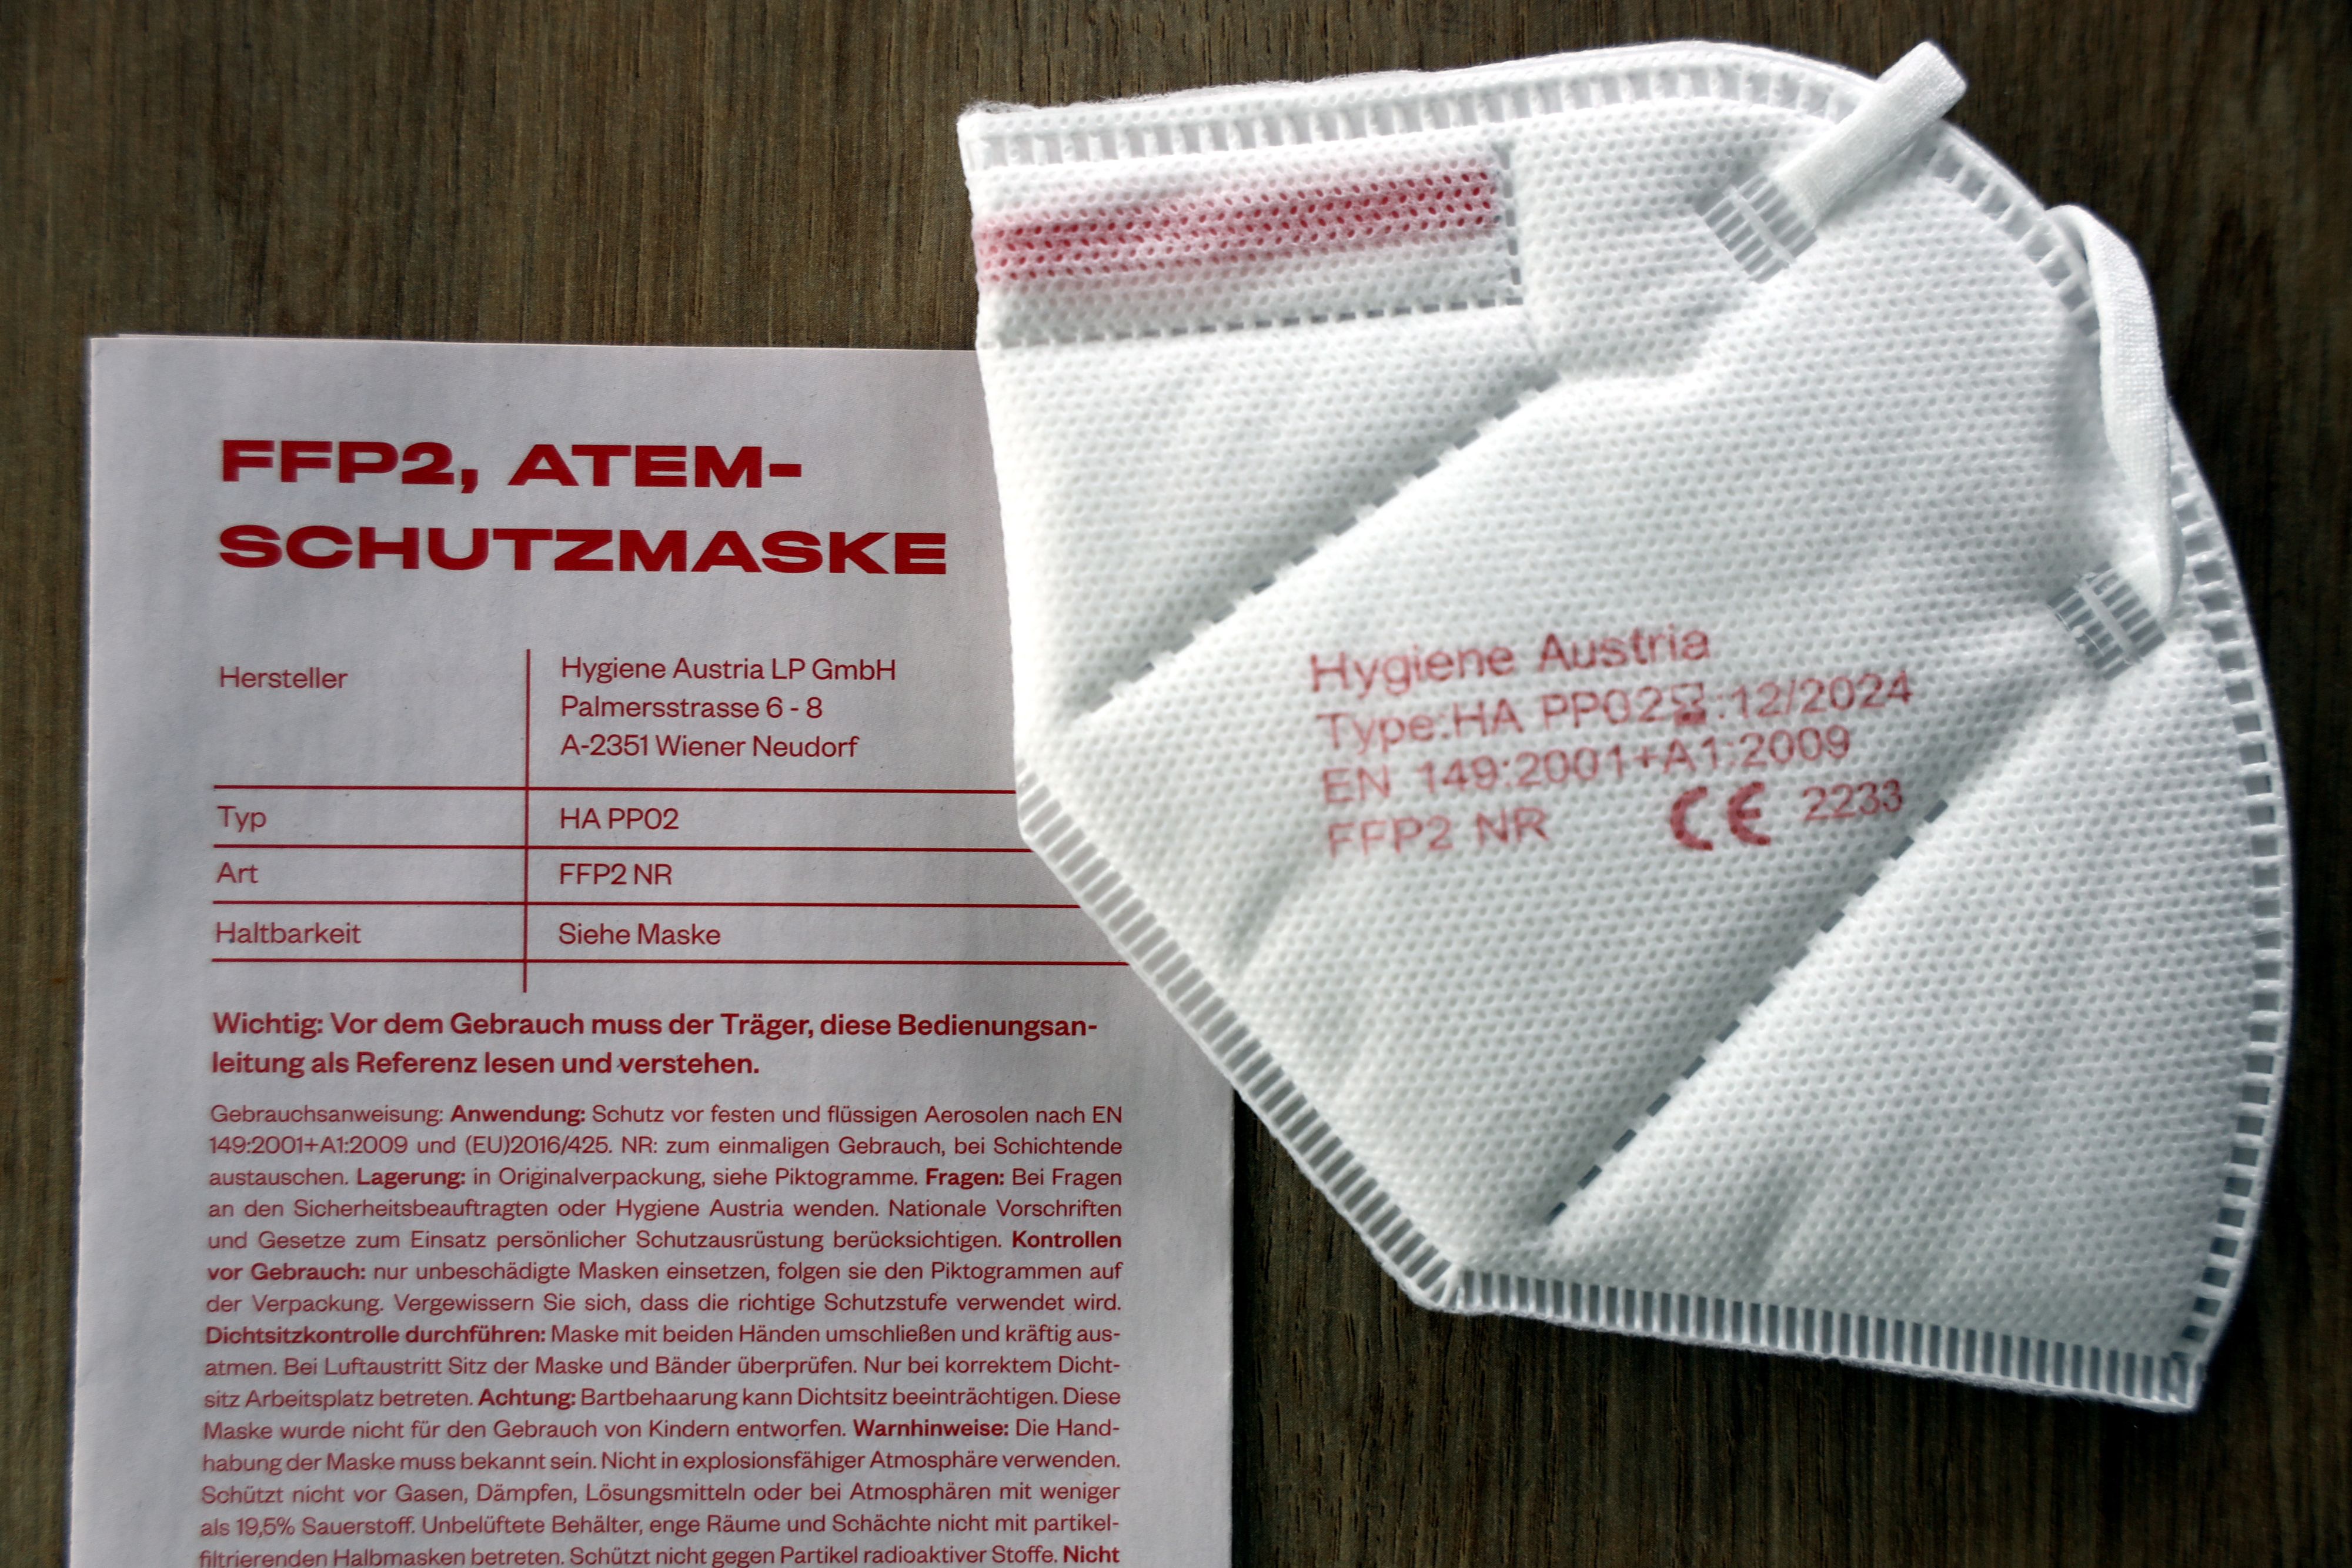 FFP2, ATEM-
SCHUTZMASKE
Hersteller
Hygiene Austria LP GmbH
Palmersstrasse 6 - 8
A-2351 Wiener Neudorf
Typ
HA PP02
Art
FFP2 NR
Haltbarkeit
Siehe Maske
Wichtig: Vor dem Gebrauch muss der Träger, diese Bedienungsan-
leitung als Referenz lesen und verstehen.
Gebrauchsanweisung: Anwendung: Schutz vor festen und flüssigen Aerosolen nach EN
149:2001+A1:2009 und (EU)2016/425. NR: zum einmaligen Gebrauch, bei Schichtende
austauschen. Lagerung: in Originalverpackung, siehe Piktogramme. Fragen: Bei Fragen
an den Sicherheitsbeauftragten oder Hygiene Austria wenden. Nationale Vorschriften
und Gesetze zum Einsatz persönlicher Schutzausrüstung berücksichtigen. Kontrollen
vor Gebrauch: nur unbeschädigte Masken einsetzen, folgen sie den Piktogrammen auf
der Verpackung. Vergewissern Sie sich, dass die richtige Schutzstufe verwendet wird.
Dichtsitzkontrolle durchführen: Maske mit beiden Händen umschließen und kräftig aus-
atmen. Bei Luftaustritt Sitz der Maske und Bänder überprüfen. Nur bei korrektem Dicht-
sitz Arbeitsplatz betreten. Achtung: Bartbehaarung kann Dichtsitz beeinträchtigen. Diese
Maske wurde nicht für den Gebrauch von Kindern entworfen. Warnhinweise: Die Hand-
habung der Maske muss bekannt sein. Nicht in explosionsfähiger Atmosphäre verwenden.
Schützt nicht vor Gasen, Dämpfen, Lösungsmitteln oder bei Atmosphären mit weniger
als 19,5% Sauerstoff. Unbelüftete Behälter, enge Räume und Schächte nicht mit partikel-
filtrierenden Halbmasken betreten. Schützt nicht gegen Partikel radioaktiver Stoffe. Nicht
Hygiene Austria
Type:HA PP02 :12/2024
EN 149:2001+A1:2009
FFP2 NR CE 2233